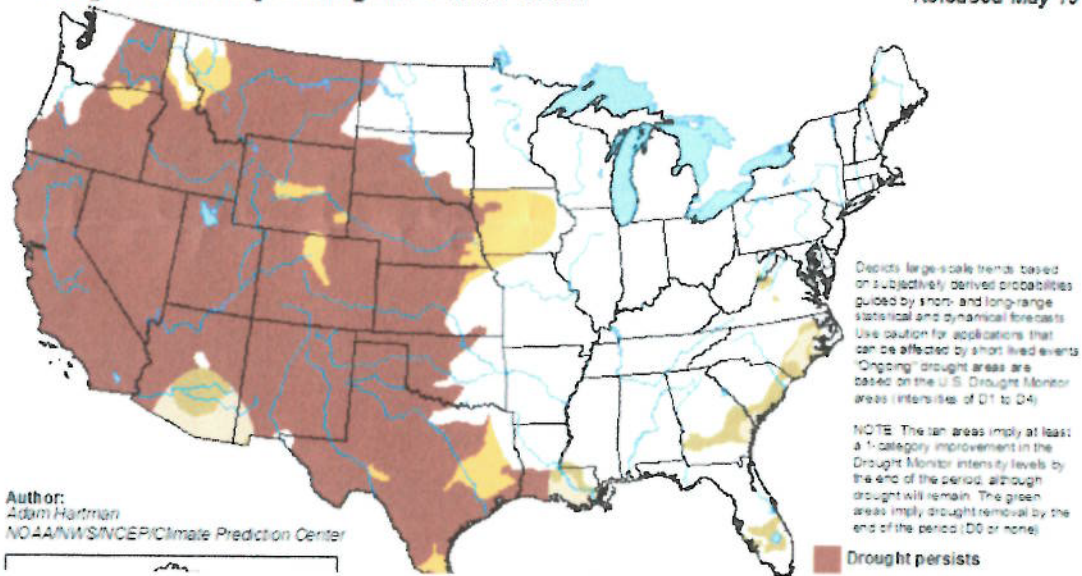 Released May 19
Depicts large-scale trends based
on subjectively derived probabilities
guided by short- and long-range
statistical and dynamical forecasts
Use caution for applications that
can be affected by short lived events
"Ongoing" drought areas are
based on the U.S. Drought Monitor
areas (intensities of D1 to D4)
NOTE: The tan areas imply at least
a 1-category improvement in the
Drought Monitor intensity levels by
the end of the period, although
drought will remain. The green
areas imply drought removal by the
end of the period (D0 or none)
Author:
Adam Hartman
NOAA/NWS/NCEP/Climate Prediction Center
Drought persists